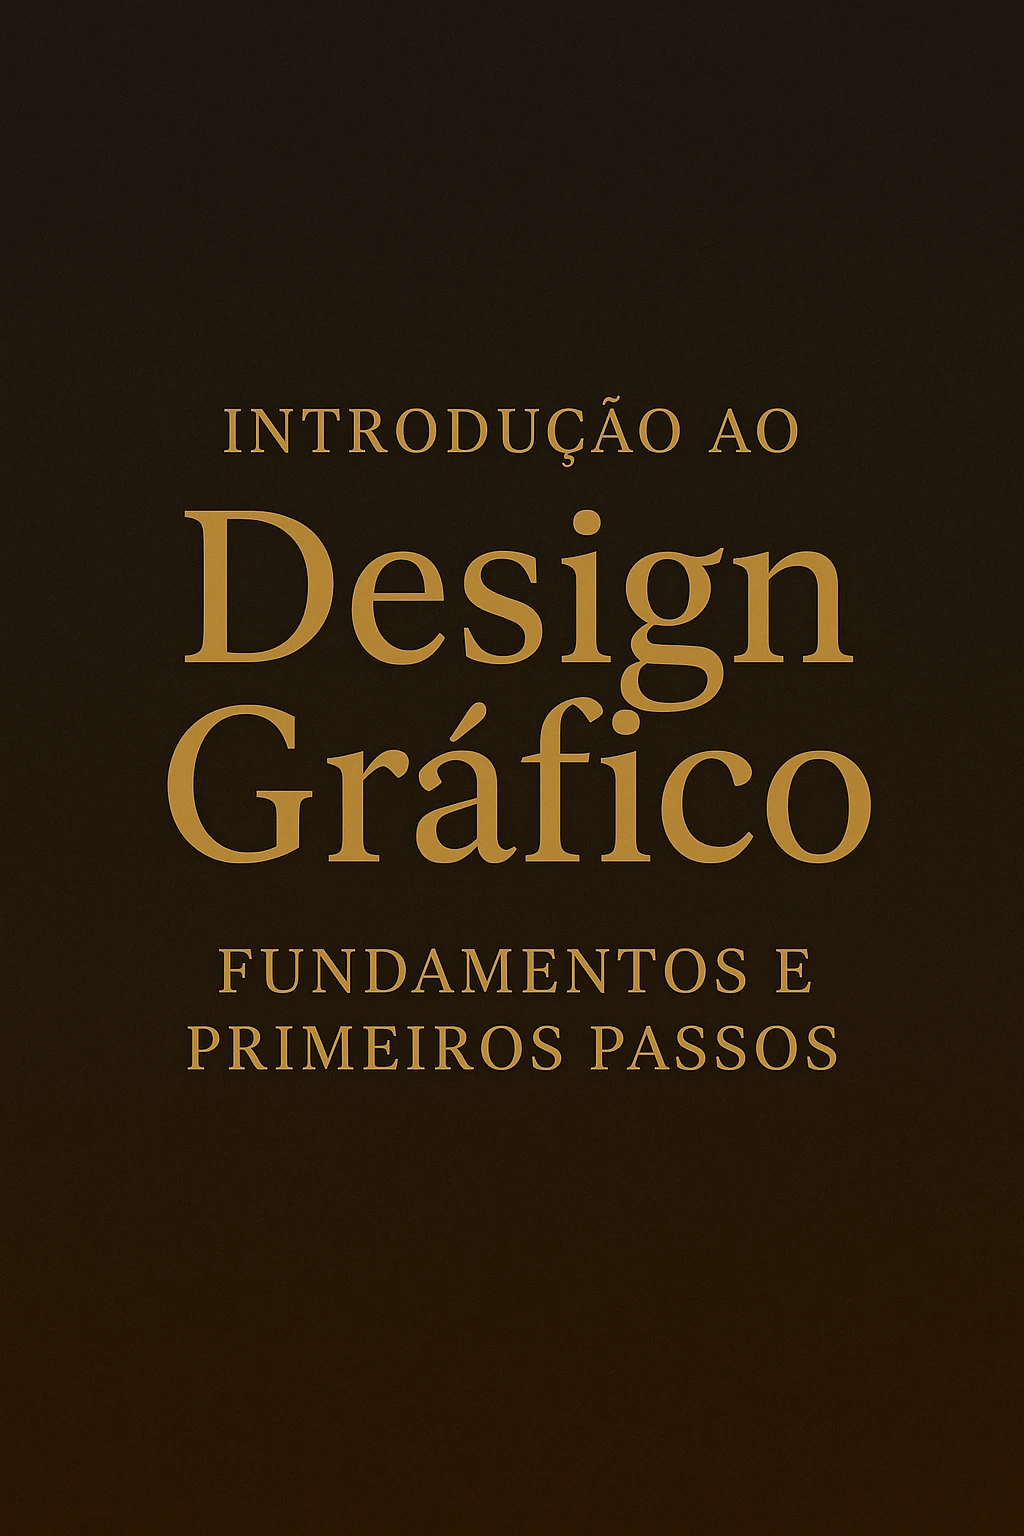 INTRODUÇÃO AO
Design
Gráfico
FUNDAMENTOS E
PRIMEIROS PASSOS